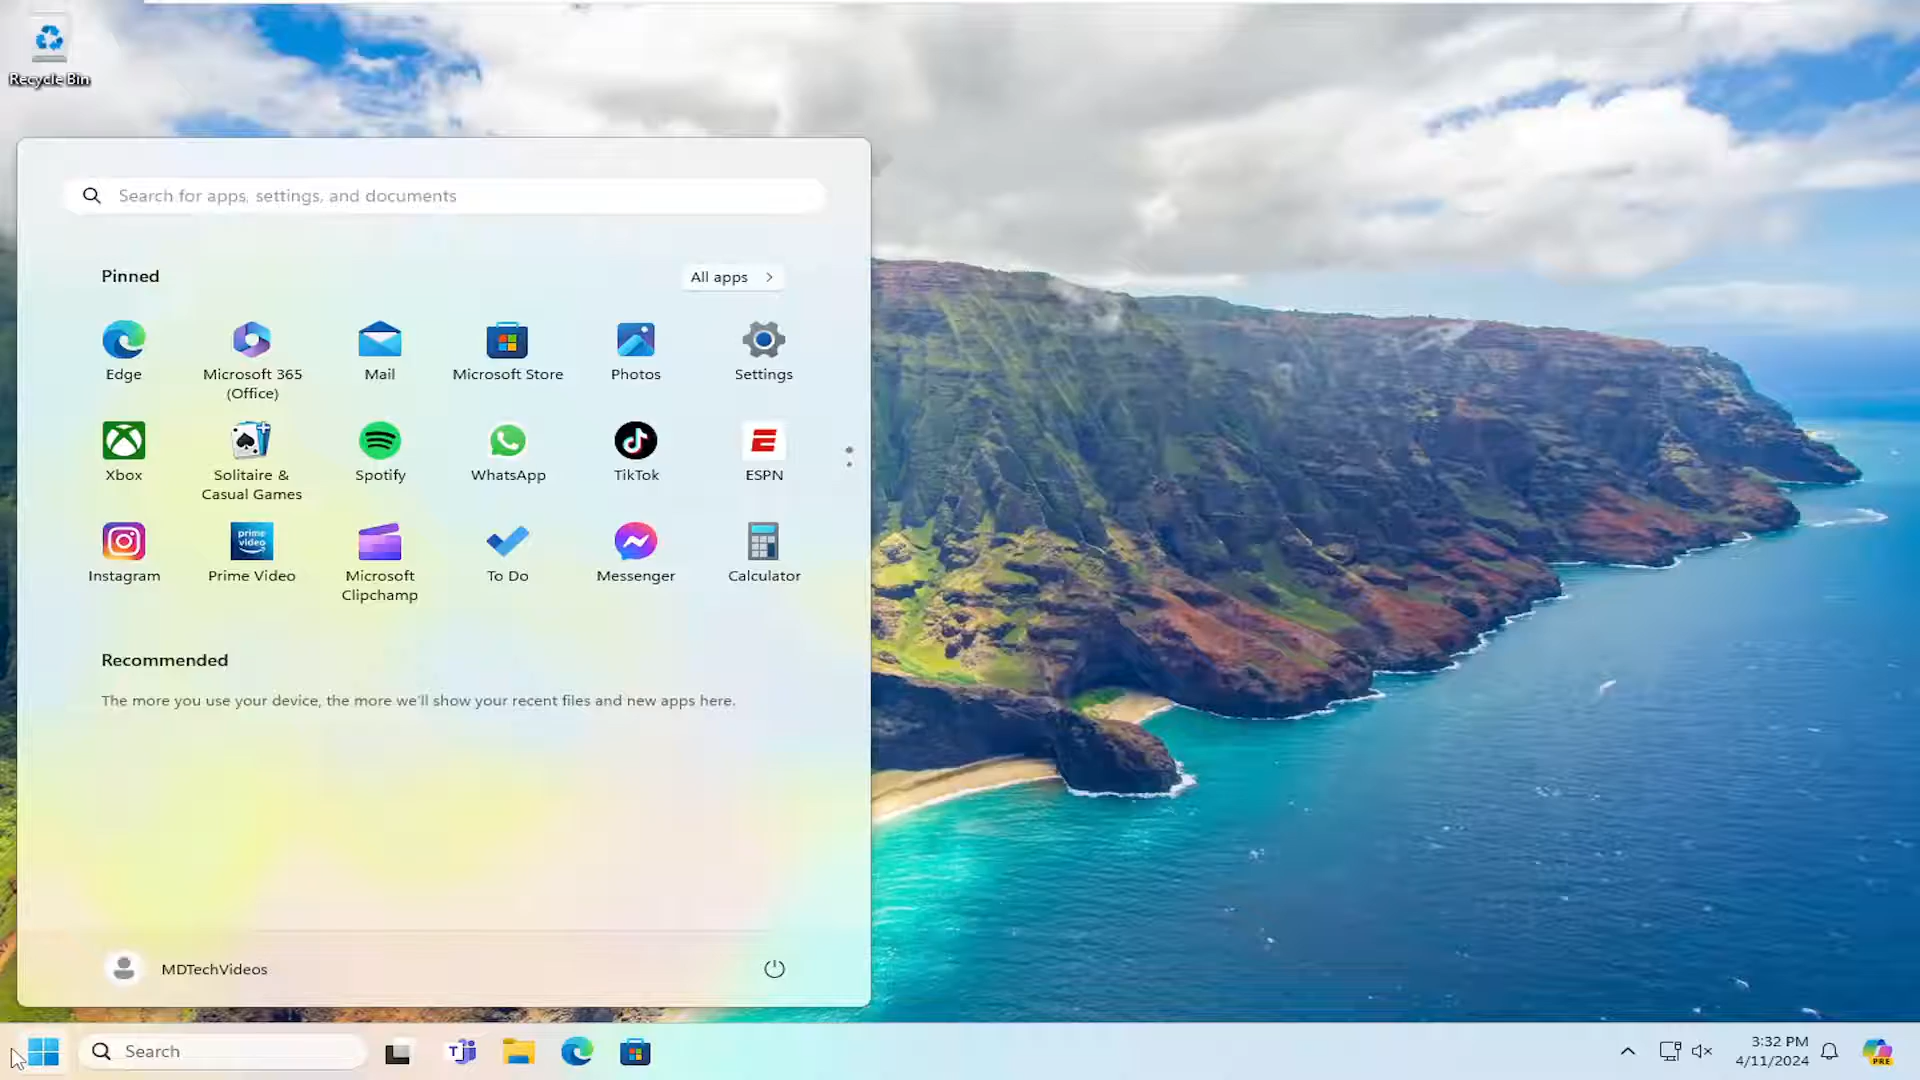 Recycle Bin
Search for apps, settings, and documents
Pinned
All apps
Edge
Microsoft 365
(Office)
Mail
Microsoft Store
Photos
Settings
Xbox
Solitaire &
Casual Games
Spotify
WhatsApp
TikTok
ESPN
prime
video
Instagram
Prime Video
Microsoft
Clipchamp
To Do
Messenger
Calculator
Recommended
The more you use your device, the more we'll show your recent files and new apps here.
MDTechVideos
Search
3:32 PM
4/11/2024
PRE